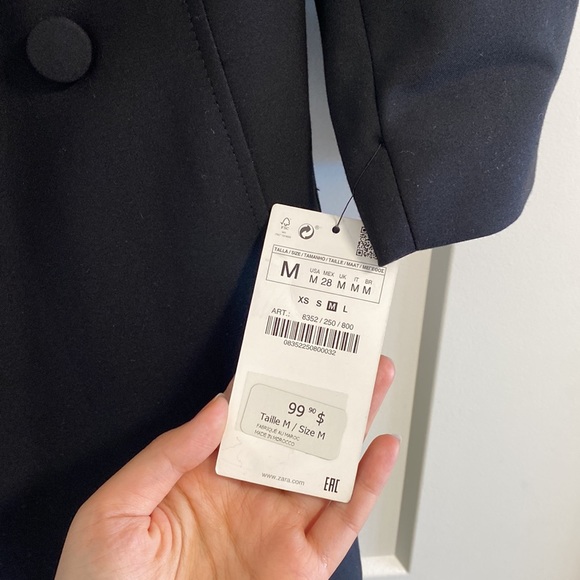 TALLA / SIZE / TAMANHO / TAILLE / MAAT / ΜΕΓΕΘΟΣ
M
USA MEX UK IT BR
M 28 M M M
XS S M L
ART.: 8352 / 250 / 800
08352250800032
99 90 $
Taille M / Size M
FABRIQUÉ AU MAROC
MADE IN MOROCCO
www.zara.com
EAC